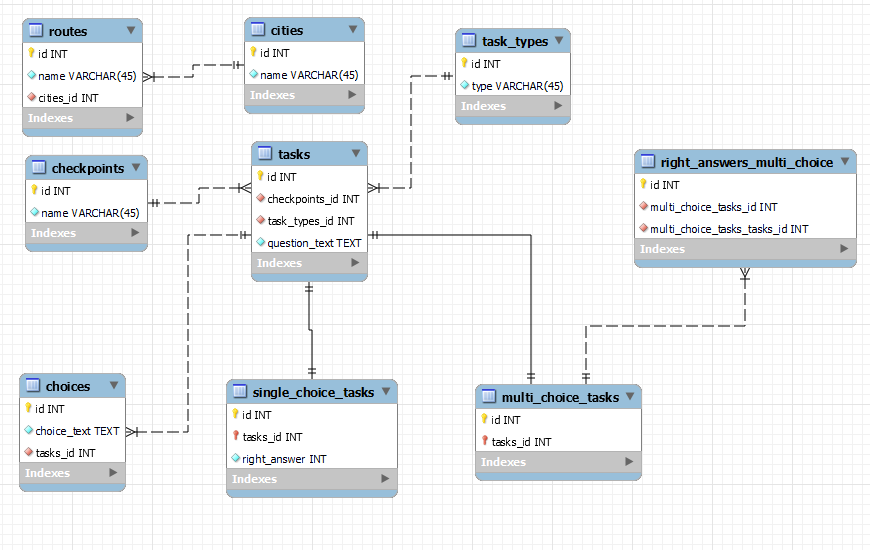 routes
id INT
name VARCHAR(45)
cities_id INT
Indexes
cities
id INT
name VARCHAR(45)
Indexes
task_types
id INT
type VARCHAR(45)
Indexes
checkpoints
id INT
name VARCHAR(45)
Indexes
tasks
id INT
checkpoints_id INT
task_types_id INT
question_text TEXT
Indexes
right_answers_multi_choice
id INT
multi_choice_tasks_id INT
multi_choice_tasks_tasks_id INT
Indexes
choices
id INT
choice_text TEXT
tasks_id INT
Indexes
single_choice_tasks
id INT
tasks_id INT
right_answer INT
Indexes
multi_choice_tasks
id INT
tasks_id INT
Indexes